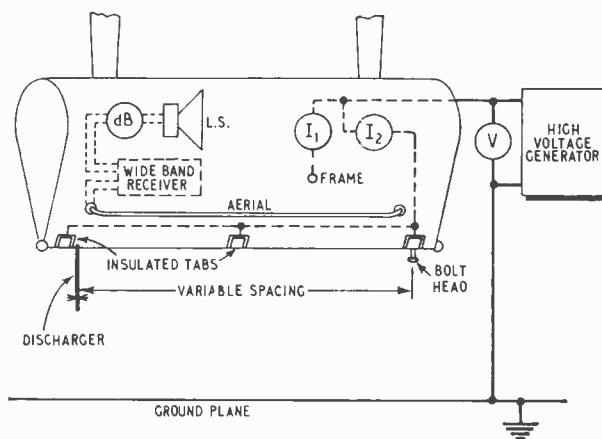 dB
L.S.
I₁
I₂
V
HIGH
VOLTAGE
GENERATOR
WIDE BAND
RECEIVER
FRAME
AERIAL
INSULATED TABS
BOLT
HEAD
VARIABLE SPACING
DISCHARGER
GROUND PLANE